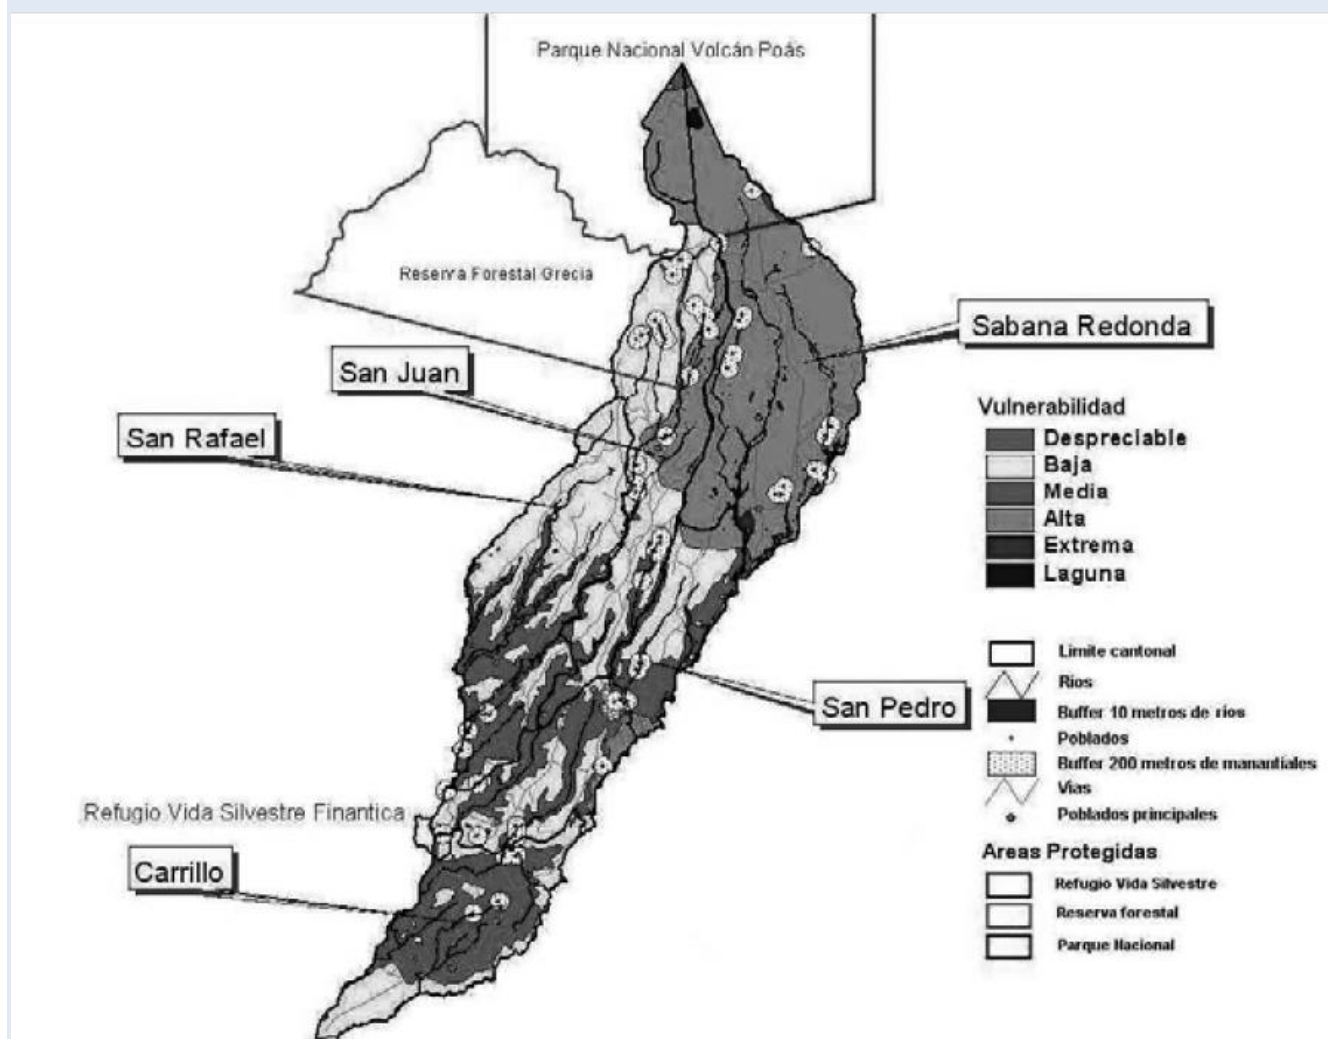 Parque Nacional Volcán Poás
Reserva Forestal Grecia
Sabana Redonda
San Juan
San Rafael
Vulnerabilidad
Despreciable
Baja
Media
Alta
Extrema
Laguna
Limite cantonal
Rios
Buffer 10 metros de rios
Poblados
Buffer 200 metros de manantiales
Vias
Poblados principales
San Pedro
Refugio Vida Silvestre Finantica
Carrillo
Areas Protegidas
Refugio Vida Silvestre
Reserva forestal
Parque Nacional